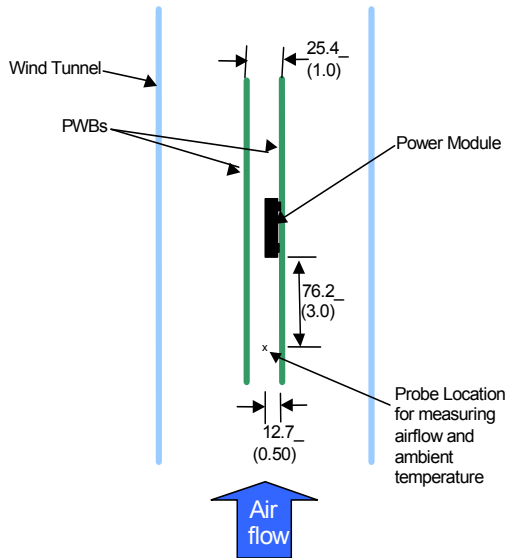 25.4_
(1.0)
Wind Tunnel
PWBs
Power Module
76.2_
(3.0)
x
Probe Location
for measuring
airflow and
ambient
temperature
12.7_
(0.50)
Air
flow